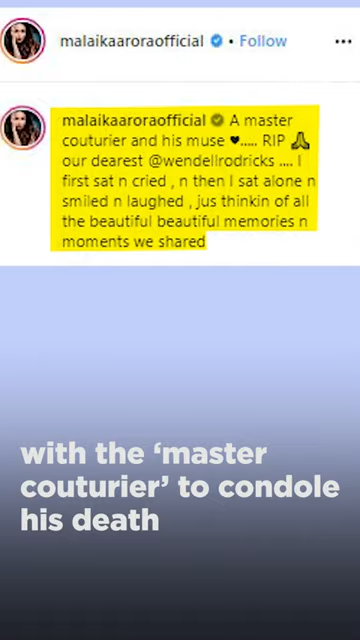 malaikaaroraofficial • Follow ...
malaikaaroraofficial A master
couturier and his muse ♥..... RIP 🙏
our dearest @wendellrodricks .... I
first sat n cried , n then I sat alone n
smiled n laughed , jus thinkin of all
the beautiful beautiful memories n
moments we shared
with the ‘master
couturier’ to condole
his death